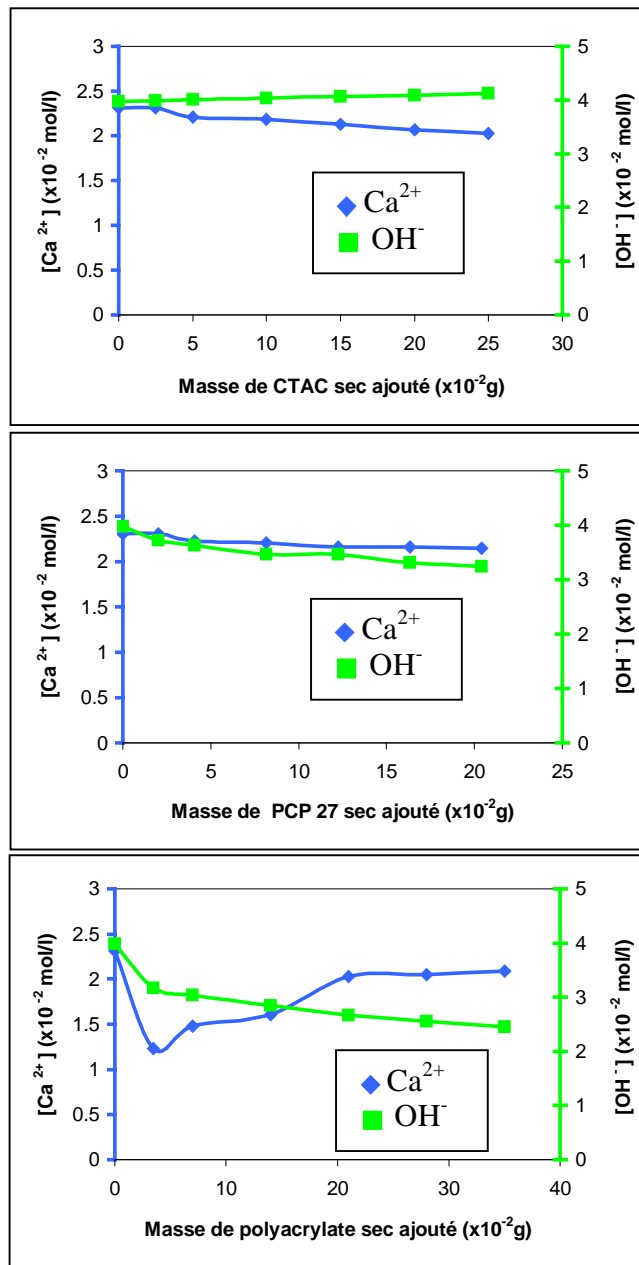 [Ca 2+] (x10-2 mol/l)
3
2.5
2
1.5
1
0.5
0
5
4
3
2
1
0
[OH-] (x10-2 mol/l)
Ca2+
OH-
0 5 10 15 20 25 30
Masse de CTAC sec ajouté (x10-2g)
[Ca 2+] (x10-2 mol/l)
3
2.5
2
1.5
1
0.5
0
5
4
3
2
1
0
[OH-] (x10-2 mol/l)
Ca2+
OH-
0 5 10 15 20 25
Masse de PCP 27 sec ajouté (x10-2g)
[Ca 2+] (x10-2 mol/l)
3
2.5
2
1.5
1
0.5
0
5
4
3
2
1
0
[OH-] (x10-2 mol/l)
Ca2+
OH-
0 10 20 30 40
Masse de polyacrylate sec ajouté (x10-2g)